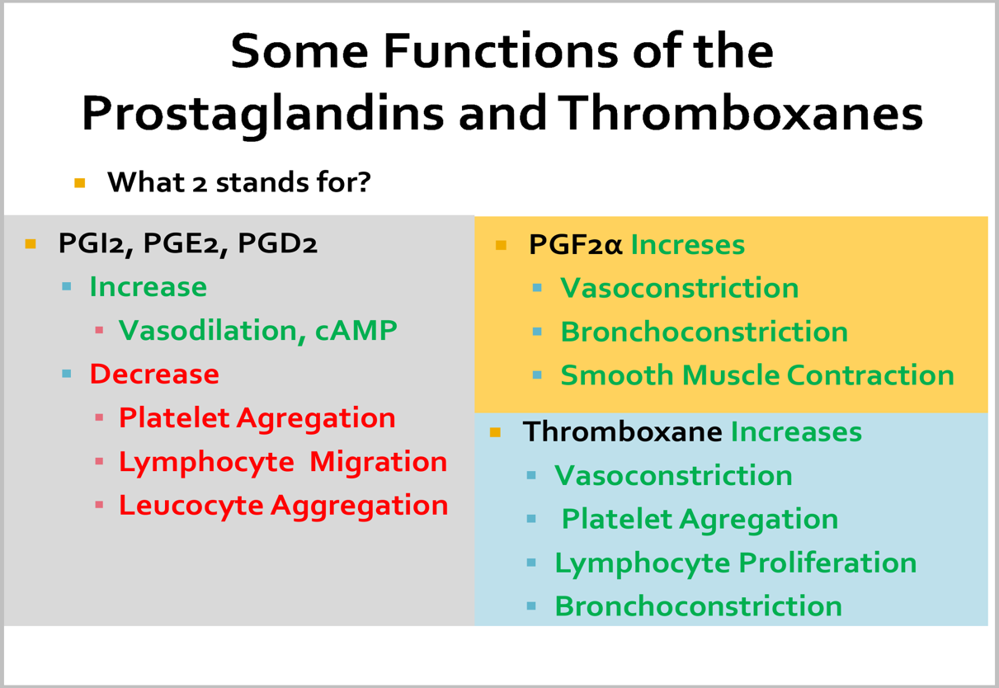 Some Functions of the
Prostaglandins and Thromboxanes
What 2 stands for?
PGI2, PGE2, PGD2
Increase
Vasodilation, cAMP
Decrease
Platelet Agregation
Lymphocyte Migration
Leucocyte Aggregation
PGF2α Increses
Vasoconstriction
Bronchoconstriction
Smooth Muscle Contraction
Thromboxane Increases
Vasoconstriction
Platelet Agregation
Lymphocyte Proliferation
Bronchoconstriction